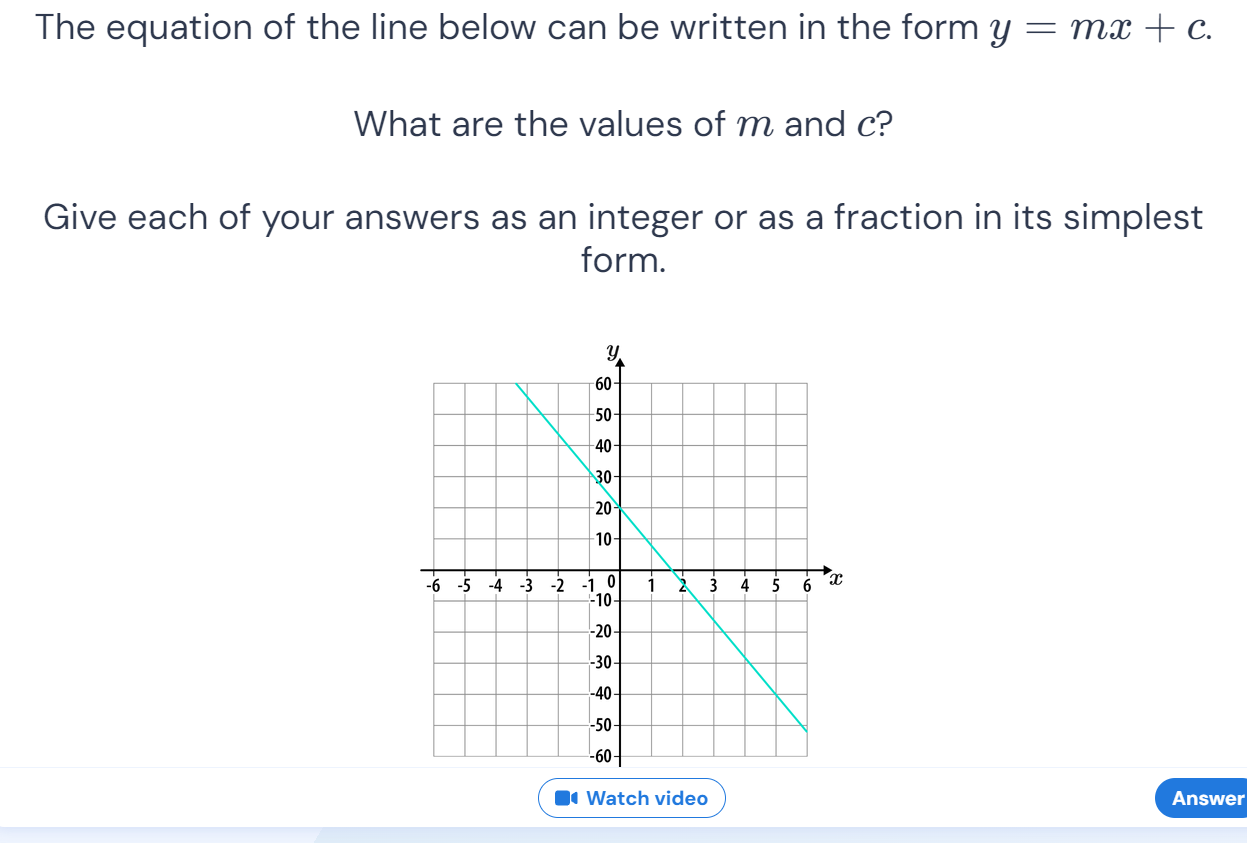 The equation of the line below can be written in the form y = mx + c.
What are the values of m and c?
Give each of your answers as an integer or as a fraction in its simplest
form.
y
60
50
40
30
20
10
-6 -5 -4 -3 -2 -1 0 1 2 3 4 5 6 x
-10
-20
-30
-40
-50
-60
Watch video
Answer